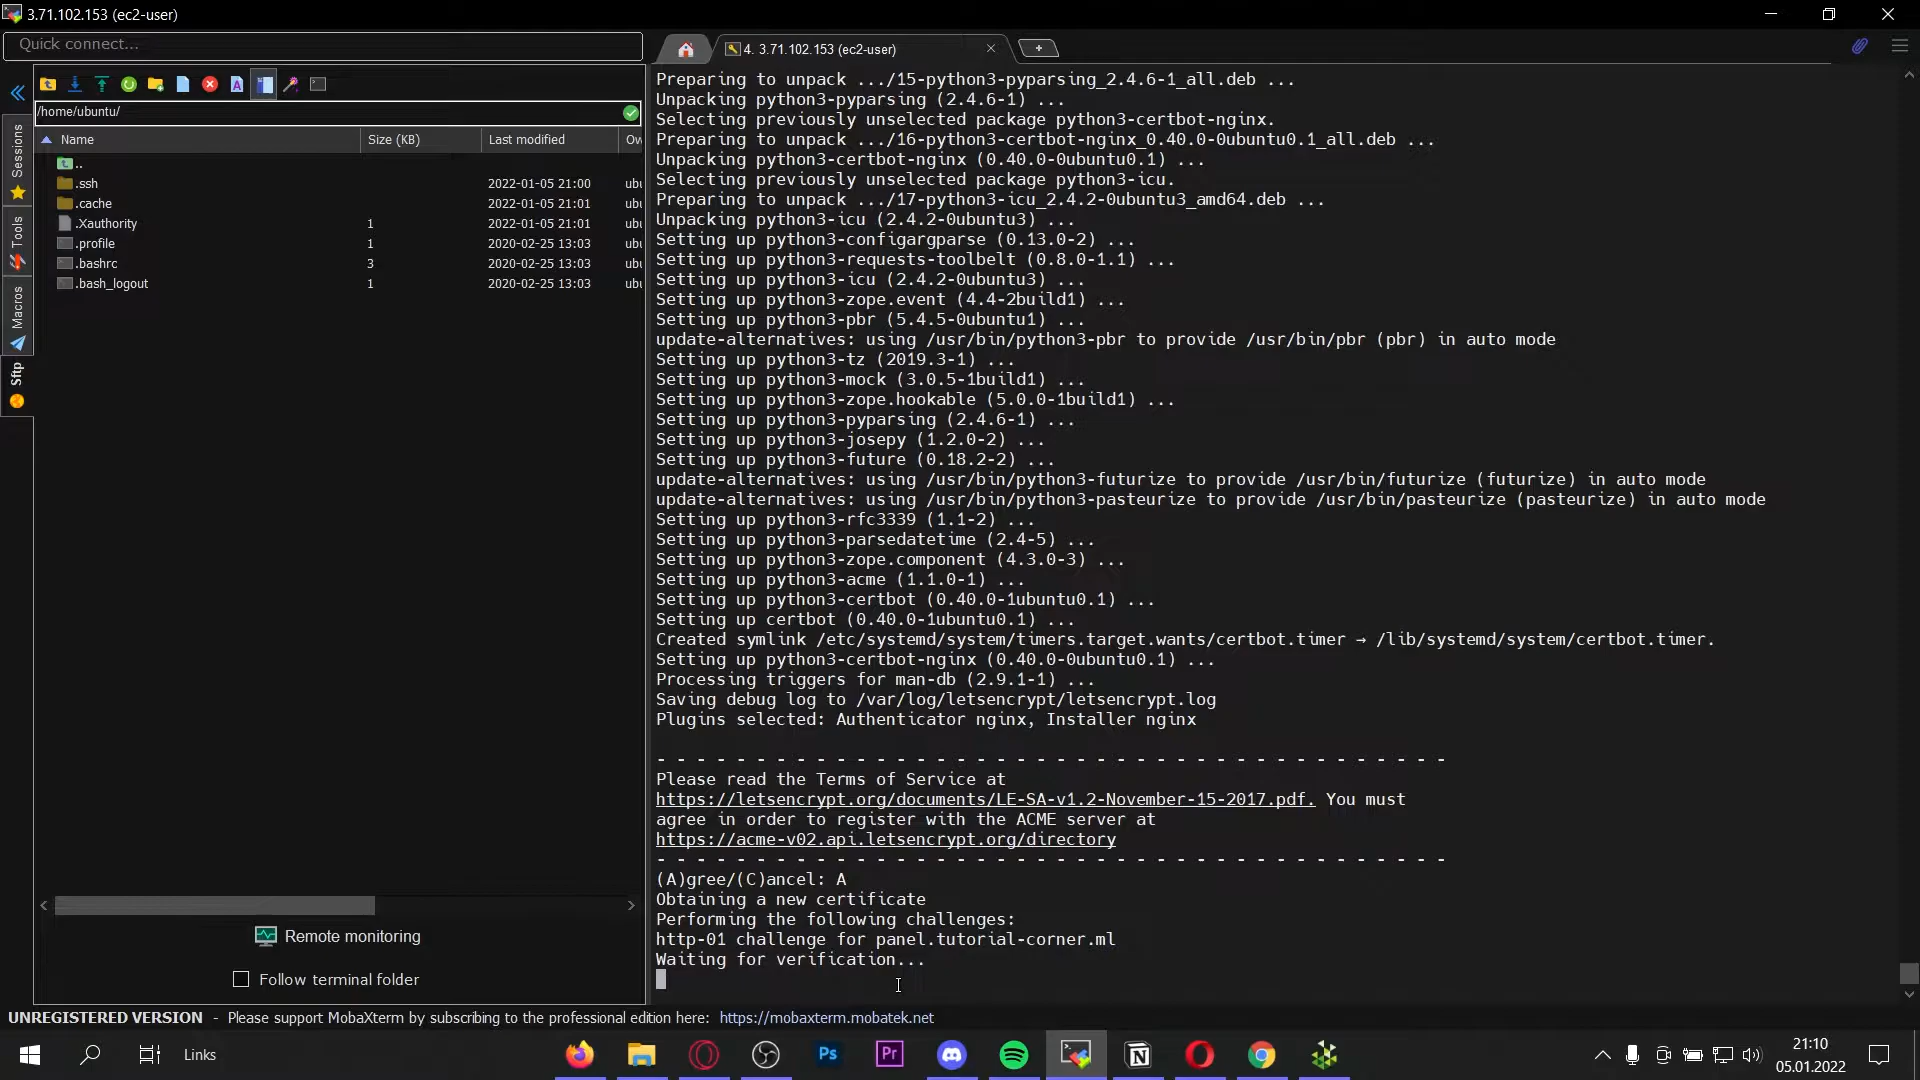 3.71.102.153 (ec2-user)
Quick connect...
4. 3.71.102.153 (ec2-user)
/home/ubuntu/
Name
Size (KB)
Last modified
Ow
..
.ssh 2022-01-05 21:00 ubu
.cache 2022-01-05 21:01 ubu
.Xauthority 1 2022-01-05 21:01 ubu
.profile 1 2020-02-25 13:03 ubu
.bashrc 3 2020-02-25 13:03 ubu
.bash_logout 1 2020-02-25 13:03 ubu
Sessions
Tools
Macros
Sftp
Remote monitoring
Follow terminal folder
Preparing to unpack .../15-python3-pyparsing_2.4.6-1_all.deb ...
Unpacking python3-pyparsing (2.4.6-1) ...
Selecting previously unselected package python3-certbot-nginx.
Preparing to unpack .../16-python3-certbot-nginx_0.40.0-0ubuntu0.1_all.deb ...
Unpacking python3-certbot-nginx (0.40.0-0ubuntu0.1) ...
Selecting previously unselected package python3-icu.
Preparing to unpack .../17-python3-icu_2.4.2-0ubuntu3_amd64.deb ...
Unpacking python3-icu (2.4.2-0ubuntu3) ...
Setting up python3-configargparse (0.13.0-2) ...
Setting up python3-requests-toolbelt (0.8.0-1.1) ...
Setting up python3-icu (2.4.2-0ubuntu3) ...
Setting up python3-zope.event (4.4-2build1) ...
Setting up python3-pbr (5.4.5-0ubuntu1) ...
update-alternatives: using /usr/bin/python3-pbr to provide /usr/bin/pbr (pbr) in auto mode
Setting up python3-tz (2019.3-1) ...
Setting up python3-mock (3.0.5-1build1) ...
Setting up python3-zope.hookable (5.0.0-1build1) ...
Setting up python3-pyparsing (2.4.6-1) ...
Setting up python3-josepy (1.2.0-2) ...
Setting up python3-future (0.18.2-2) ...
update-alternatives: using /usr/bin/python3-futurize to provide /usr/bin/futurize (futurize) in auto mode
update-alternatives: using /usr/bin/python3-pasteurize to provide /usr/bin/pasteurize (pasteurize) in auto mode
Setting up python3-rfc3339 (1.1-2) ...
Setting up python3-parsedatetime (2.4-5) ...
Setting up python3-zope.component (4.3.0-3) ...
Setting up python3-acme (1.1.0-1) ...
Setting up python3-certbot (0.40.0-1ubuntu0.1) ...
Setting up certbot (0.40.0-1ubuntu0.1) ...
Created symlink /etc/systemd/system/timers.target.wants/certbot.timer → /lib/systemd/system/certbot.timer.
Setting up python3-certbot-nginx (0.40.0-0ubuntu0.1) ...
Processing triggers for man-db (2.9.1-1) ...
Saving debug log to /var/log/letsencrypt/letsencrypt.log
Plugins selected: Authenticator nginx, Installer nginx
- - - - - - - - - - - - - - - - - - - - - - - - - - - - - - - - - - - - - - - -
Please read the Terms of Service at
https://letsencrypt.org/documents/LE-SA-v1.2-November-15-2017.pdf. You must
agree in order to register with the ACME server at
https://acme-v02.api.letsencrypt.org/directory
- - - - - - - - - - - - - - - - - - - - - - - - - - - - - - - - - - - - - - - -
(A)gree/(C)ancel: A
Obtaining a new certificate
Performing the following challenges:
http-01 challenge for panel.tutorial-corner.ml
Waiting for verification...
UNREGISTERED VERSION - Please support MobaXterm by subscribing to the professional edition here: https://mobaxterm.mobatek.net
Links
Ps
Pr
21:10
05.01.2022